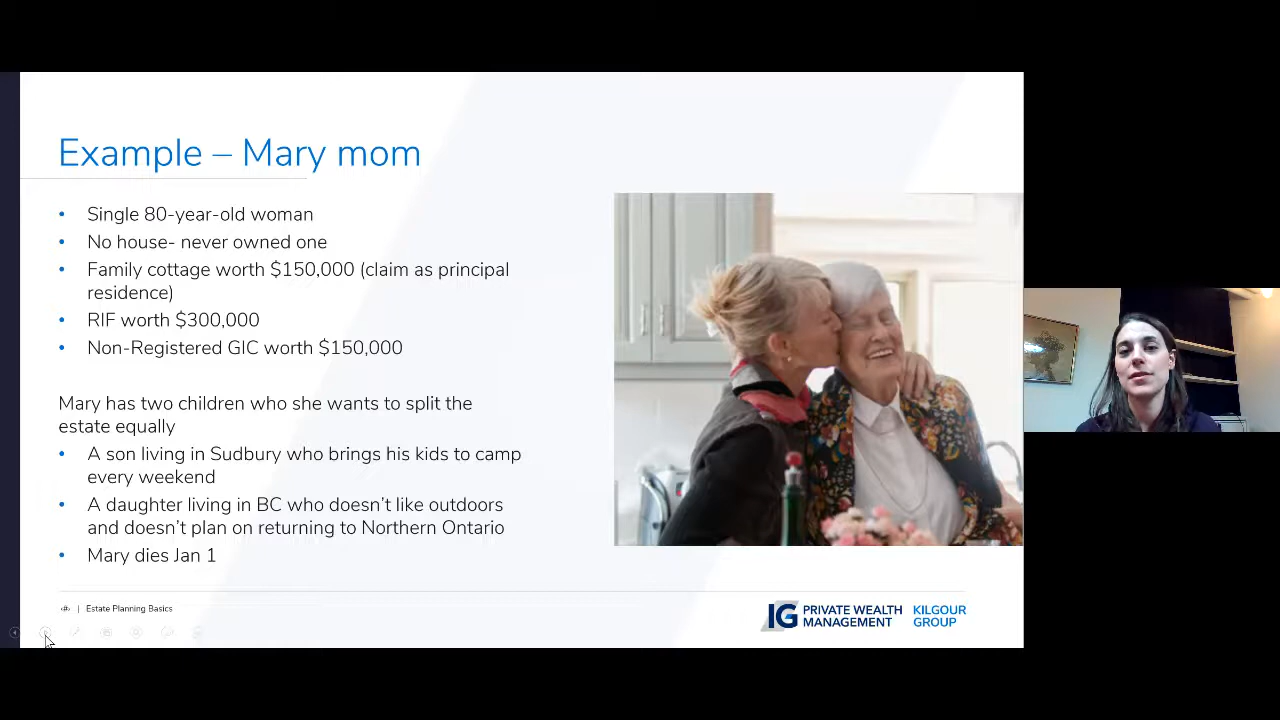 Example – Mary mom
• Single 80-year-old woman
• No house- never owned one
• Family cottage worth $150,000 (claim as principal
residence)
• RIF worth $300,000
• Non-Registered GIC worth $150,000
Mary has two children who she wants to split the
estate equally
• A son living in Sudbury who brings his kids to camp
every weekend
• A daughter living in BC who doesn’t like outdoors
and doesn’t plan on returning to Northern Ontario
• Mary dies Jan 1
| Estate Planning Basics
IG PRIVATE WEALTH
MANAGEMENT
KILGOUR
GROUP